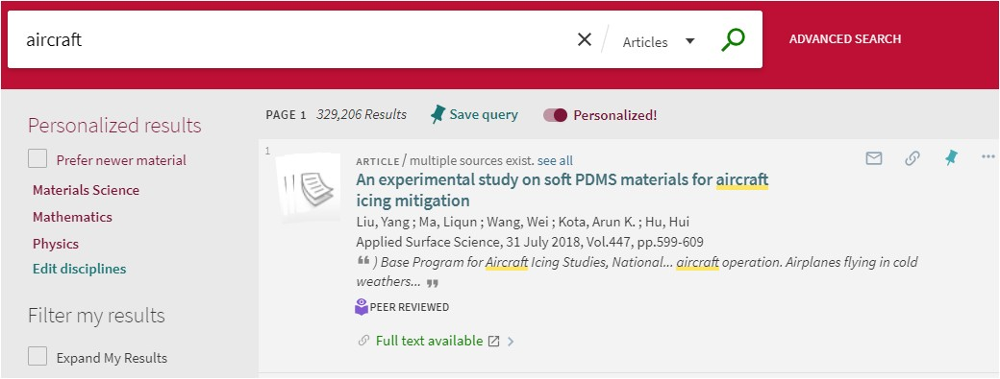 aircraft
Articles
ADVANCED SEARCH
Personalized results
Prefer newer material
Materials Science
Mathematics
Physics
Edit disciplines
Filter my results
Expand My Results
PAGE 1 329,206 Results Save query Personalized!
1
ARTICLE / multiple sources exist. see all
An experimental study on soft PDMS materials for aircraft
icing mitigation
Liu, Yang ; Ma, Liqun ; Wang, Wei ; Kota, Arun K. ; Hu, Hui
Applied Surface Science, 31 July 2018, Vol.447, pp.599-609
❝ ) Base Program for Aircraft Icing Studies, National... aircraft operation. Airplanes flying in cold
weathers... ❞
PEER REVIEWED
Full text available